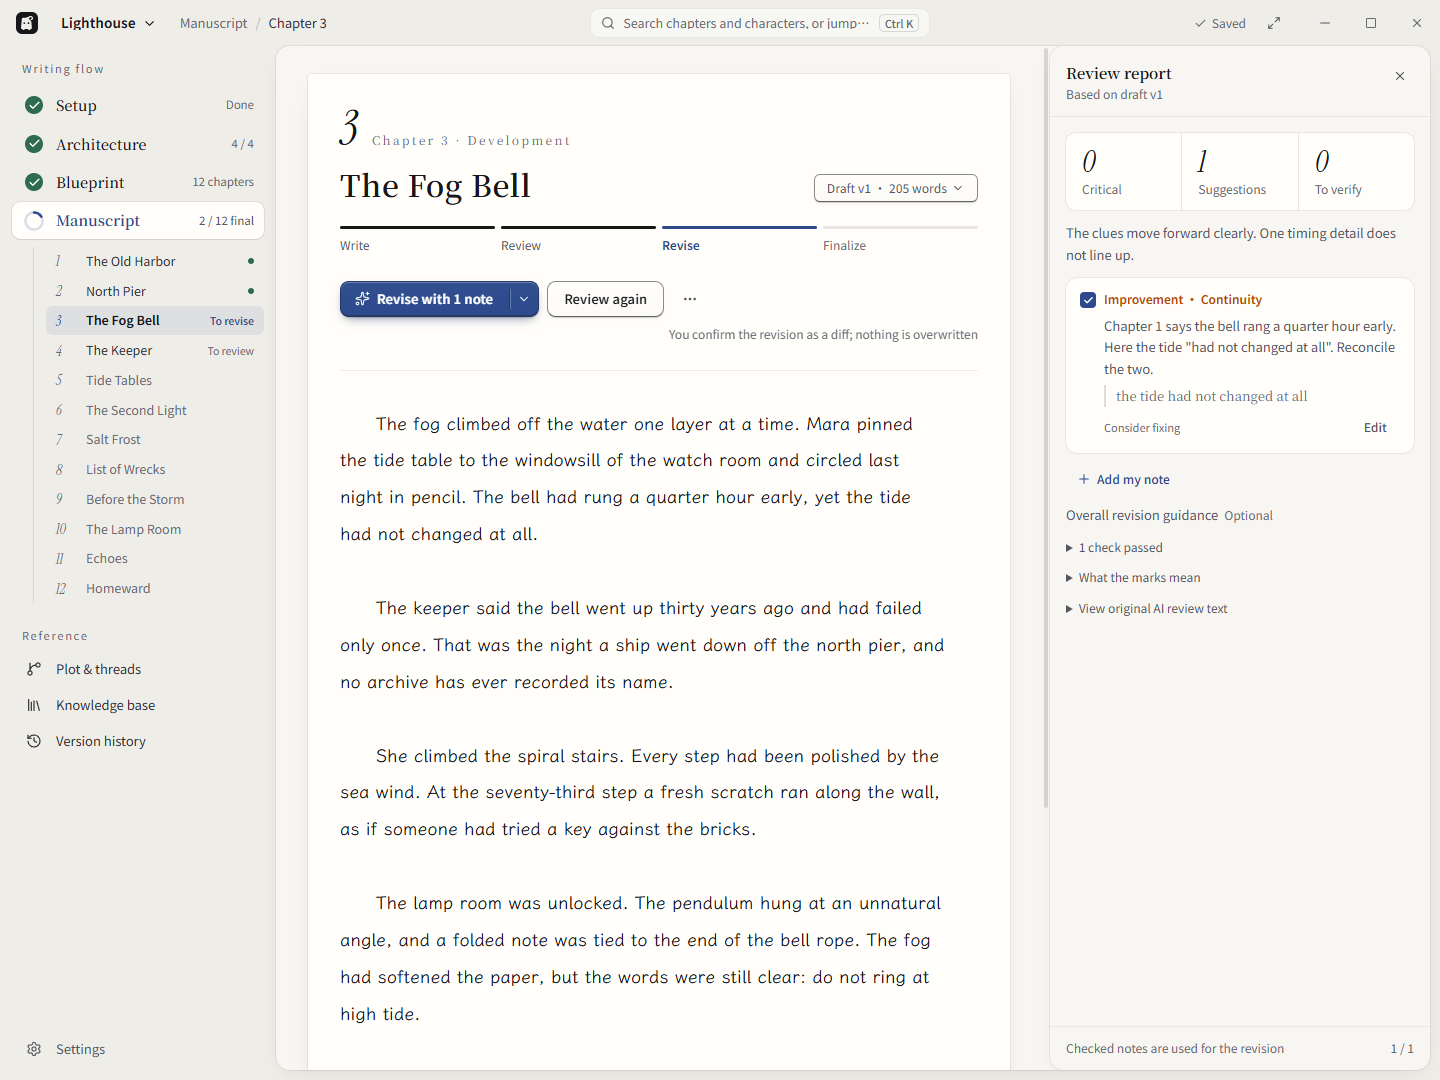 Lighthouse
Manuscript / Chapter 3
Search chapters and characters, or jump··· Ctrl K
Saved
Writing flow
Setup Done
Architecture 4 / 4
Blueprint 12 chapters
Manuscript 2 / 12 final
1 The Old Harbor
2 North Pier
3 The Fog Bell To revise
4 The Keeper To review
5 Tide Tables
6 The Second Light
7 Salt Frost
8 List of Wrecks
9 Before the Storm
10 The Lamp Room
11 Echoes
12 Homeward
Reference
Plot & threads
Knowledge base
Version history
Settings
3 Chapter 3 · Development
The Fog Bell
Draft v1 • 205 words
Write Review Revise Finalize
Revise with 1 note
Review again
You confirm the revision as a diff; nothing is overwritten
The fog climbed off the water one layer at a time. Mara pinned
the tide table to the windowsill of the watch room and circled last
night in pencil. The bell had rung a quarter hour early, yet the tide
had not changed at all.
The keeper said the bell went up thirty years ago and had failed
only once. That was the night a ship went down off the north pier, and
no archive has ever recorded its name.
She climbed the spiral stairs. Every step had been polished by the
sea wind. At the seventy-third step a fresh scratch ran along the wall,
as if someone had tried a key against the bricks.
The lamp room was unlocked. The pendulum hung at an unnatural
angle, and a folded note was tied to the end of the bell rope. The fog
had softened the paper, but the words were still clear: do not ring at
high tide.
Review report
Based on draft v1
0 Critical
1 Suggestions
0 To verify
The clues move forward clearly. One timing detail does
not line up.
Improvement • Continuity
Chapter 1 says the bell rang a quarter hour early.
Here the tide "had not changed at all". Reconcile
the two.
the tide had not changed at all
Consider fixing Edit
+ Add my note
Overall revision guidance Optional
1 check passed
What the marks mean
View original AI review text
Checked notes are used for the revision 1 / 1